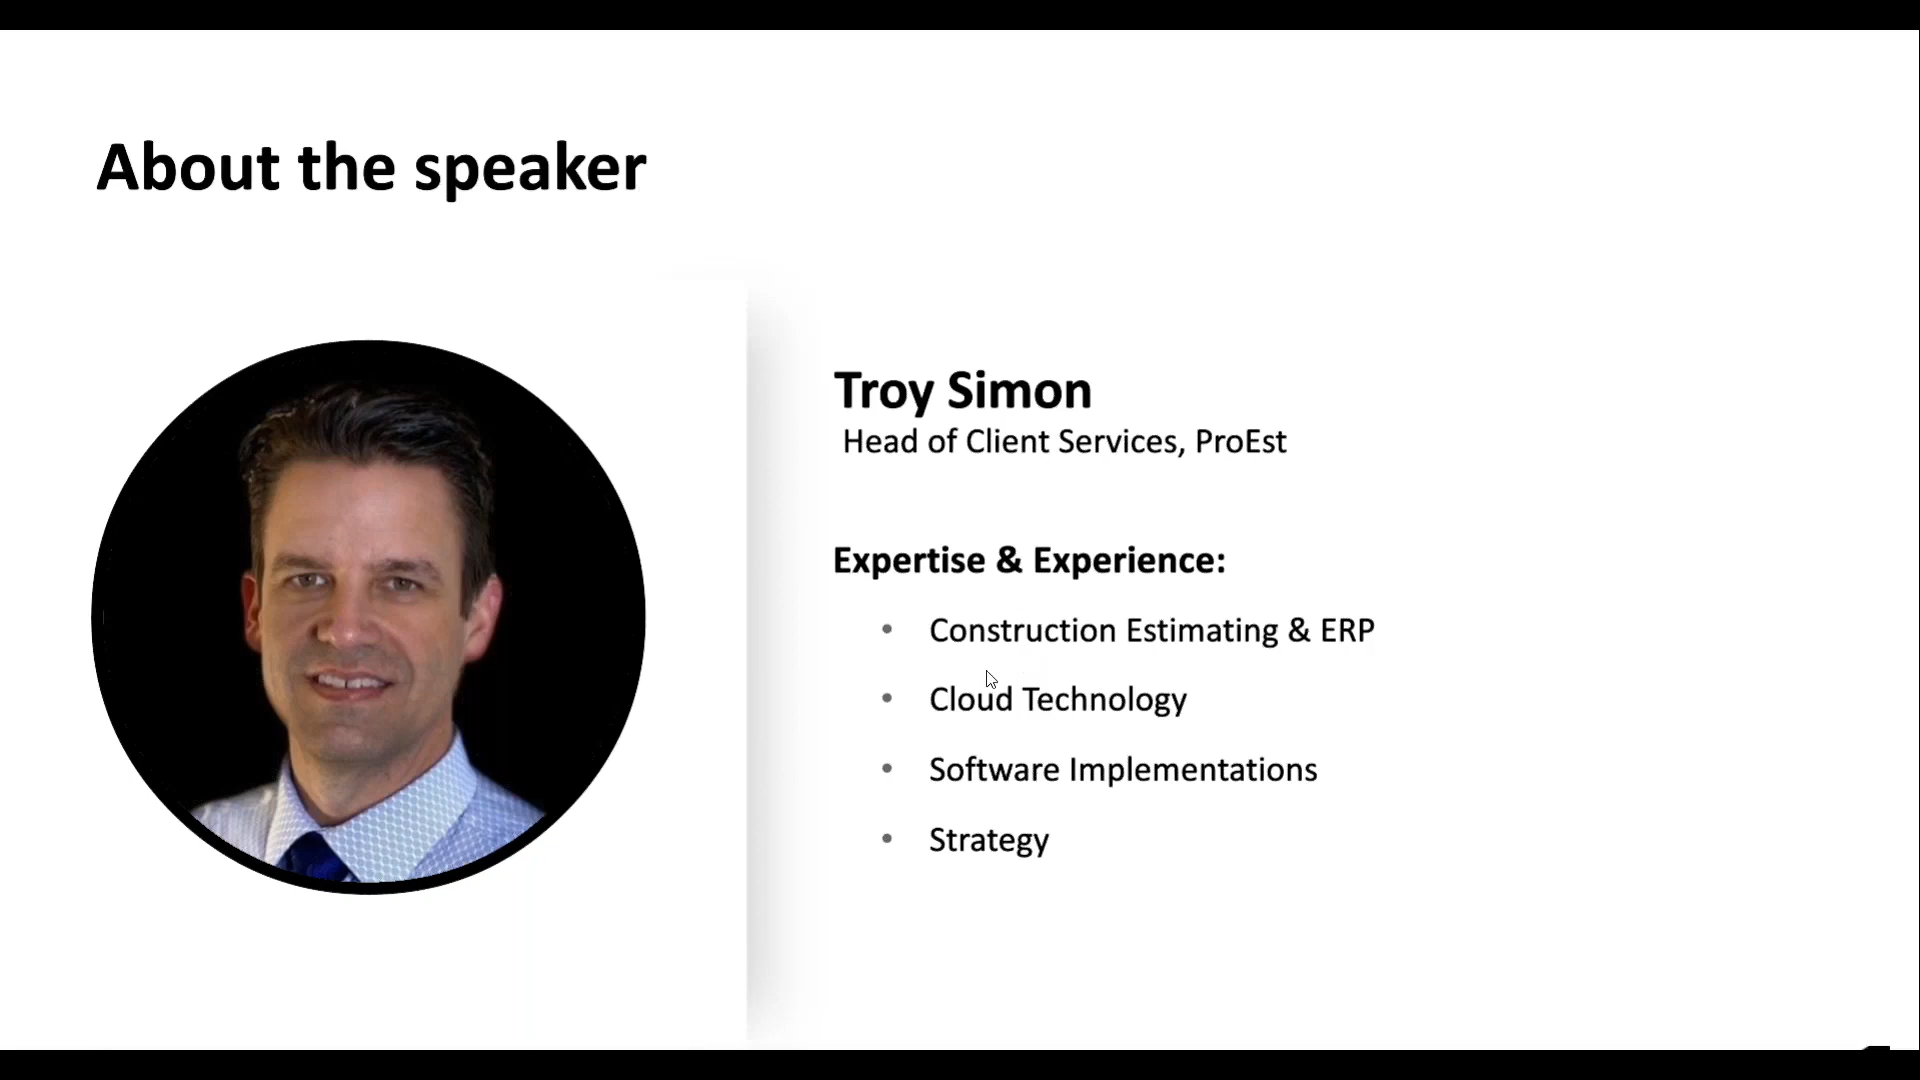 About the speaker
Troy Simon
Head of Client Services, ProEst
Expertise & Experience:
• Construction Estimating & ERP
• Cloud Technology
• Software Implementations
• Strategy